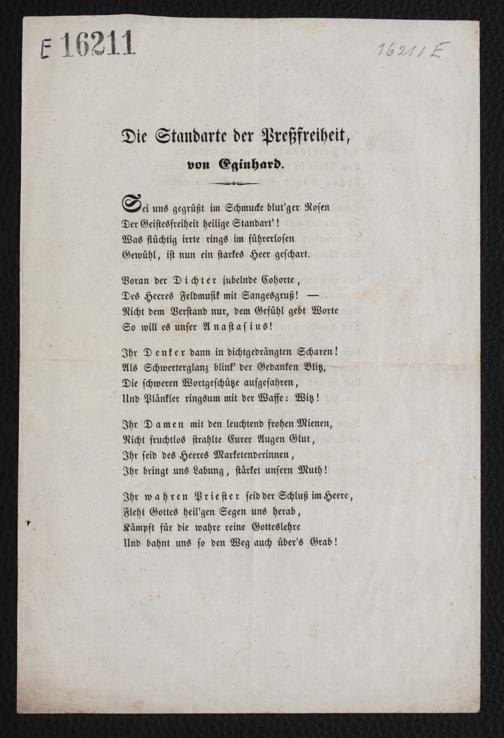 E 16211
16211 E
Die Standarte der Preßfreiheit,
von Eginhard.
Sei uns gegrüßt im Schmucke blut'ger Rosen
Der Geistesfreiheit heilige Standart'!
Was flüchtig irrte rings im führerlosen
Gewühl, ist nun ein starkes Heer geschart.
Voran der Dichter jubelnde Cohorte,
Des Heeres Feldmusik mit Sangesgruß! —
Nicht dem Verstand nur, dem Gefühl gebt Worte
So will es unser Anastasius!
Ihr Denker dann in dichtgedrängten Scharen!
Als Schwerterglanz blink' der Gedanken Blitz,
Die schweren Wortgeschütze aufgefahren,
Und Plänkler ringsum mit der Waffe: Witz!
Ihr Damen mit den leuchtend frohen Mienen,
Nicht fruchtlos strahlte Eurer Augen Glut,
Ihr seid des Heeres Marketenderinnen,
Ihr bringt uns Labung, stärket unsern Muth!
Ihr wahren Priester seid der Schluß im Heere,
Fleht Gottes heil'gen Segen uns herab,
Kämpft für die wahre reine Gotteslehre
Und bahnt uns so den Weg auch über's Grab!